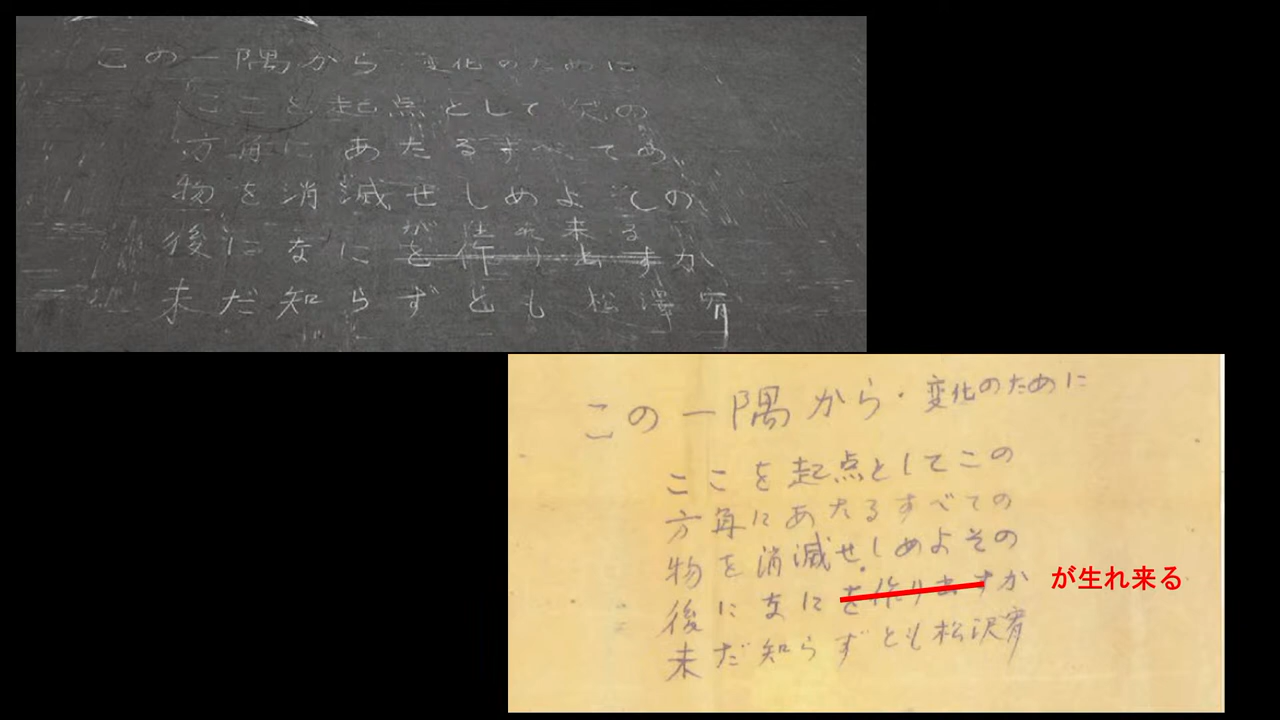 この一隅から 変化のために
ここを起点として次の
方角にあたるすべての
物を消滅せしめよ その
が生れ来る
後になにを作り出すか
未だ知らずとも 松澤宥
この一隅から・変化のために
ここを起点としてこの
方角にあたるすべての
物を消滅せしめよその
後になにを作り出すか
が生れ来る
未だ知らずとも松沢宥